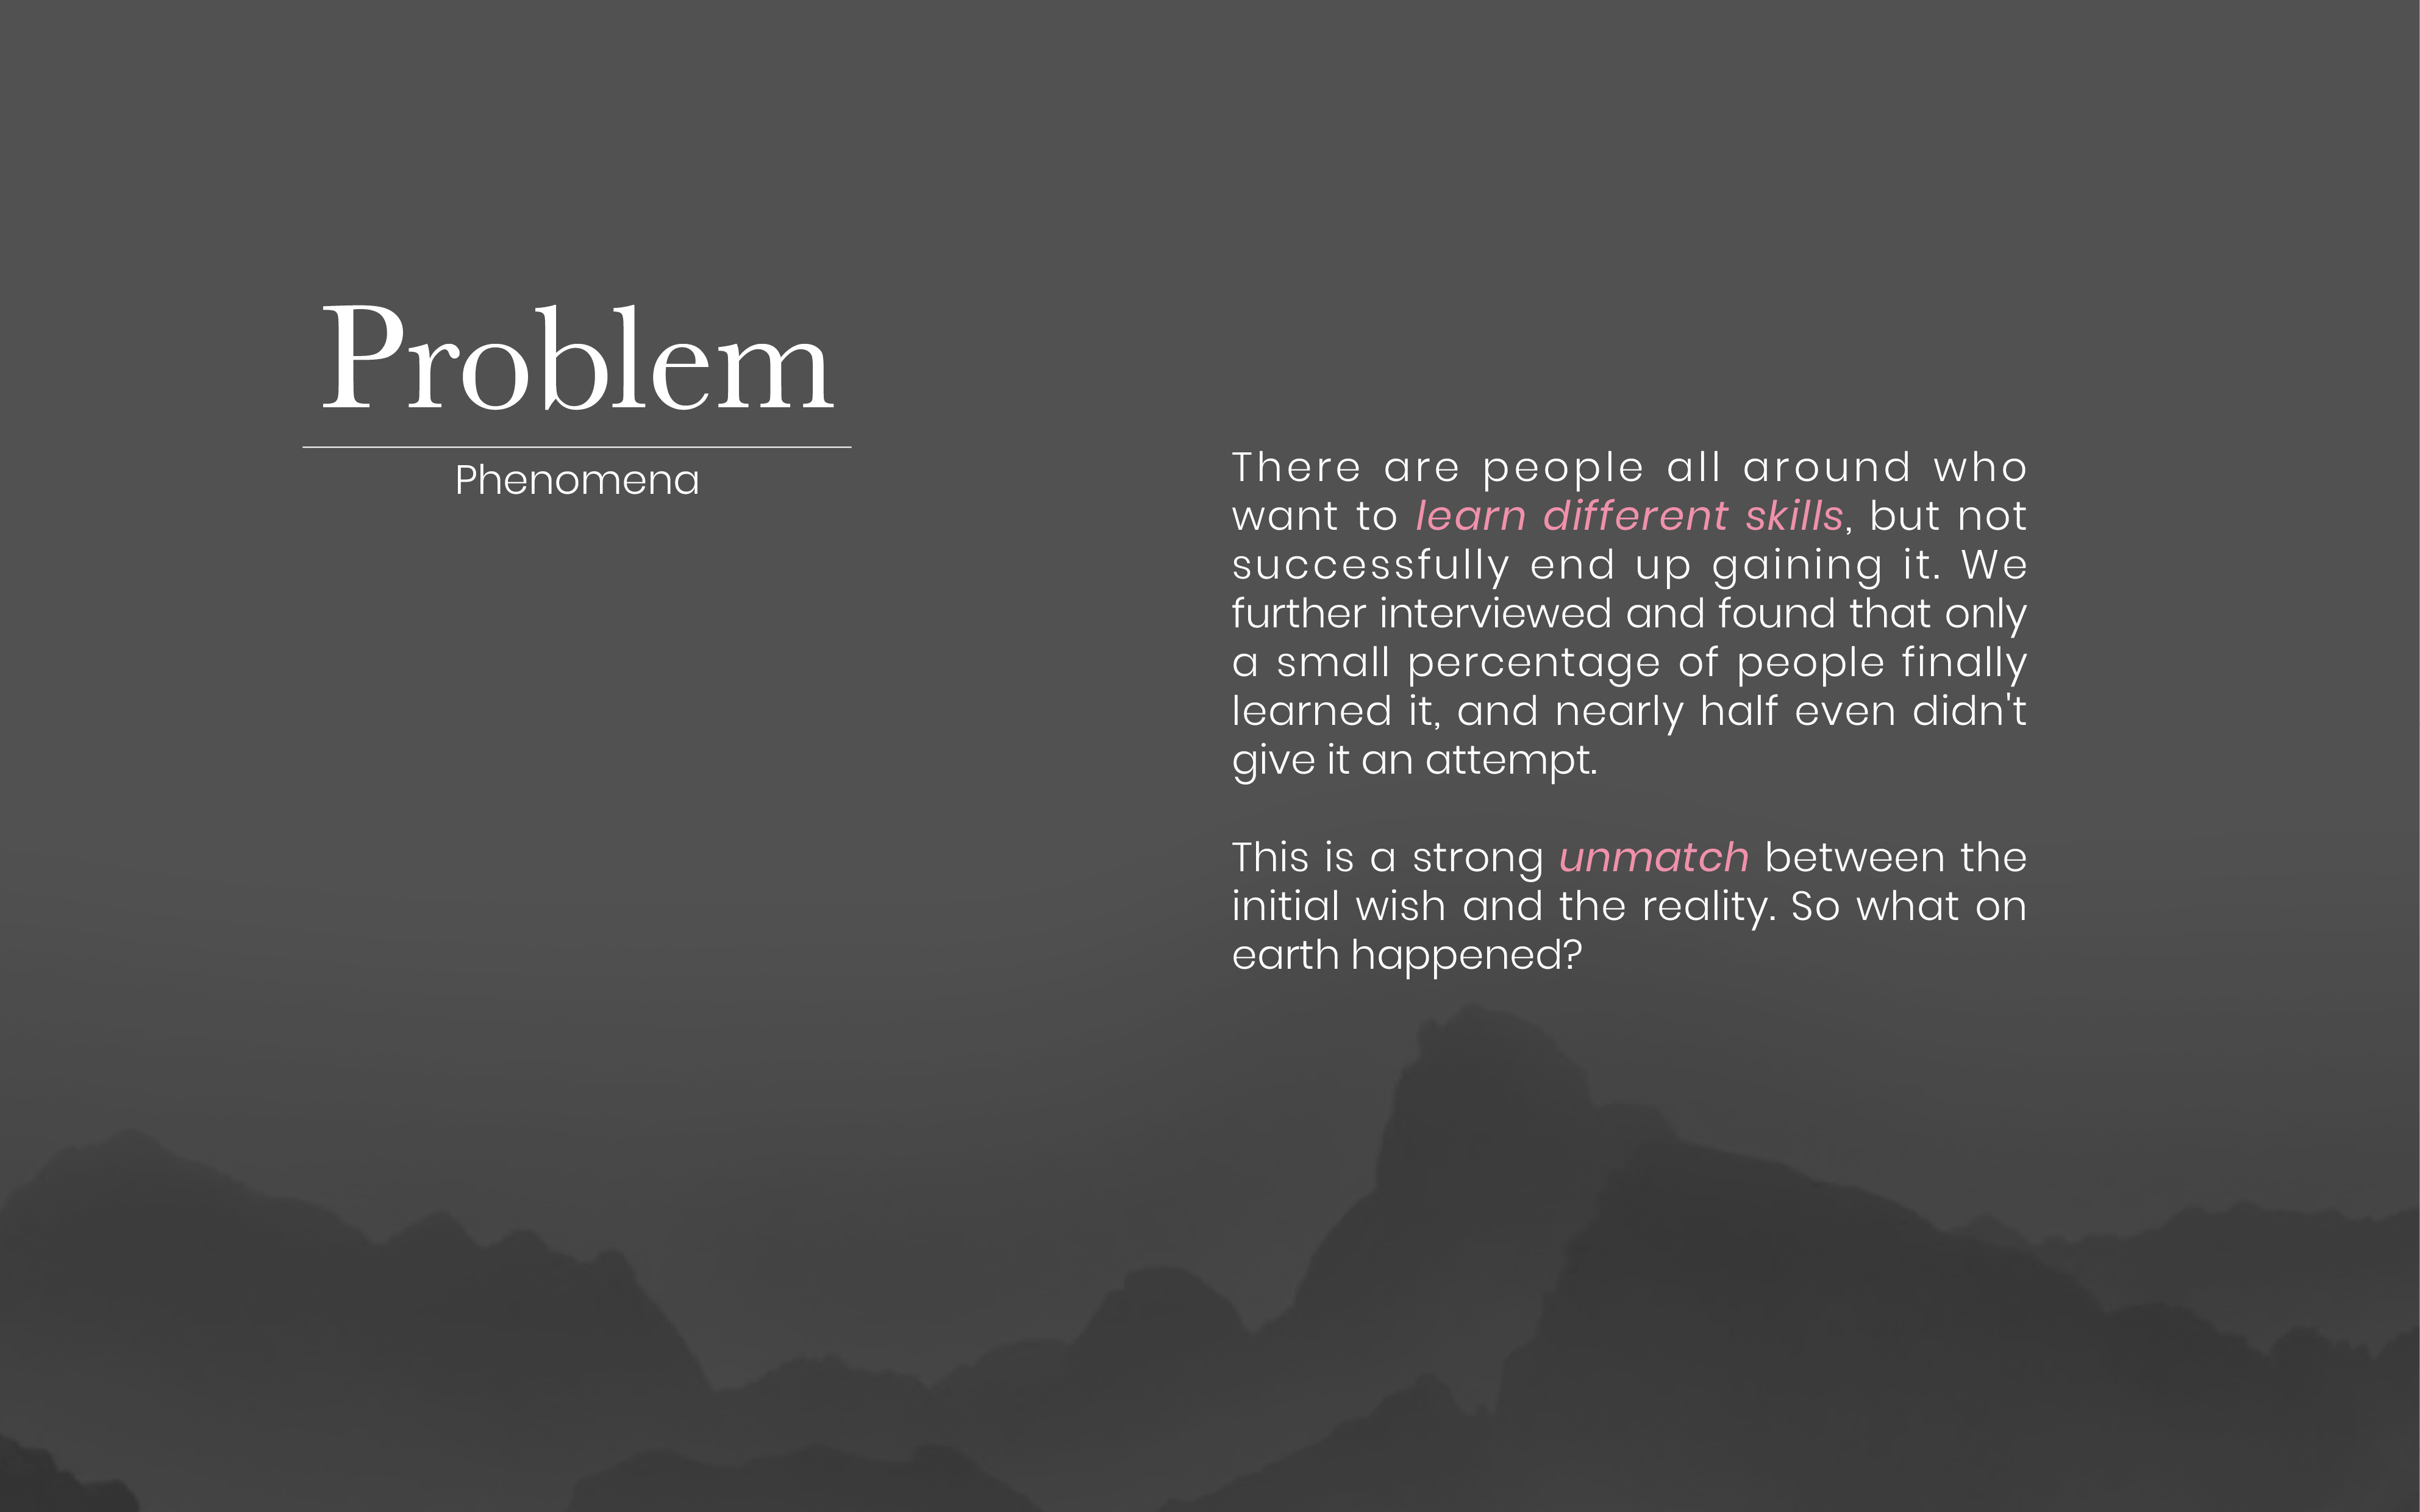 Problem
Phenomena
There are people all around who
want to learn different skills, but not
successfully end up gaining it. We
further interviewed and found that only
a small percentage of people finally
learned it, and nearly half even didn't
give it an attempt.
This is a strong unmatch between the
initial wish and the reality. So what on
earth happened?